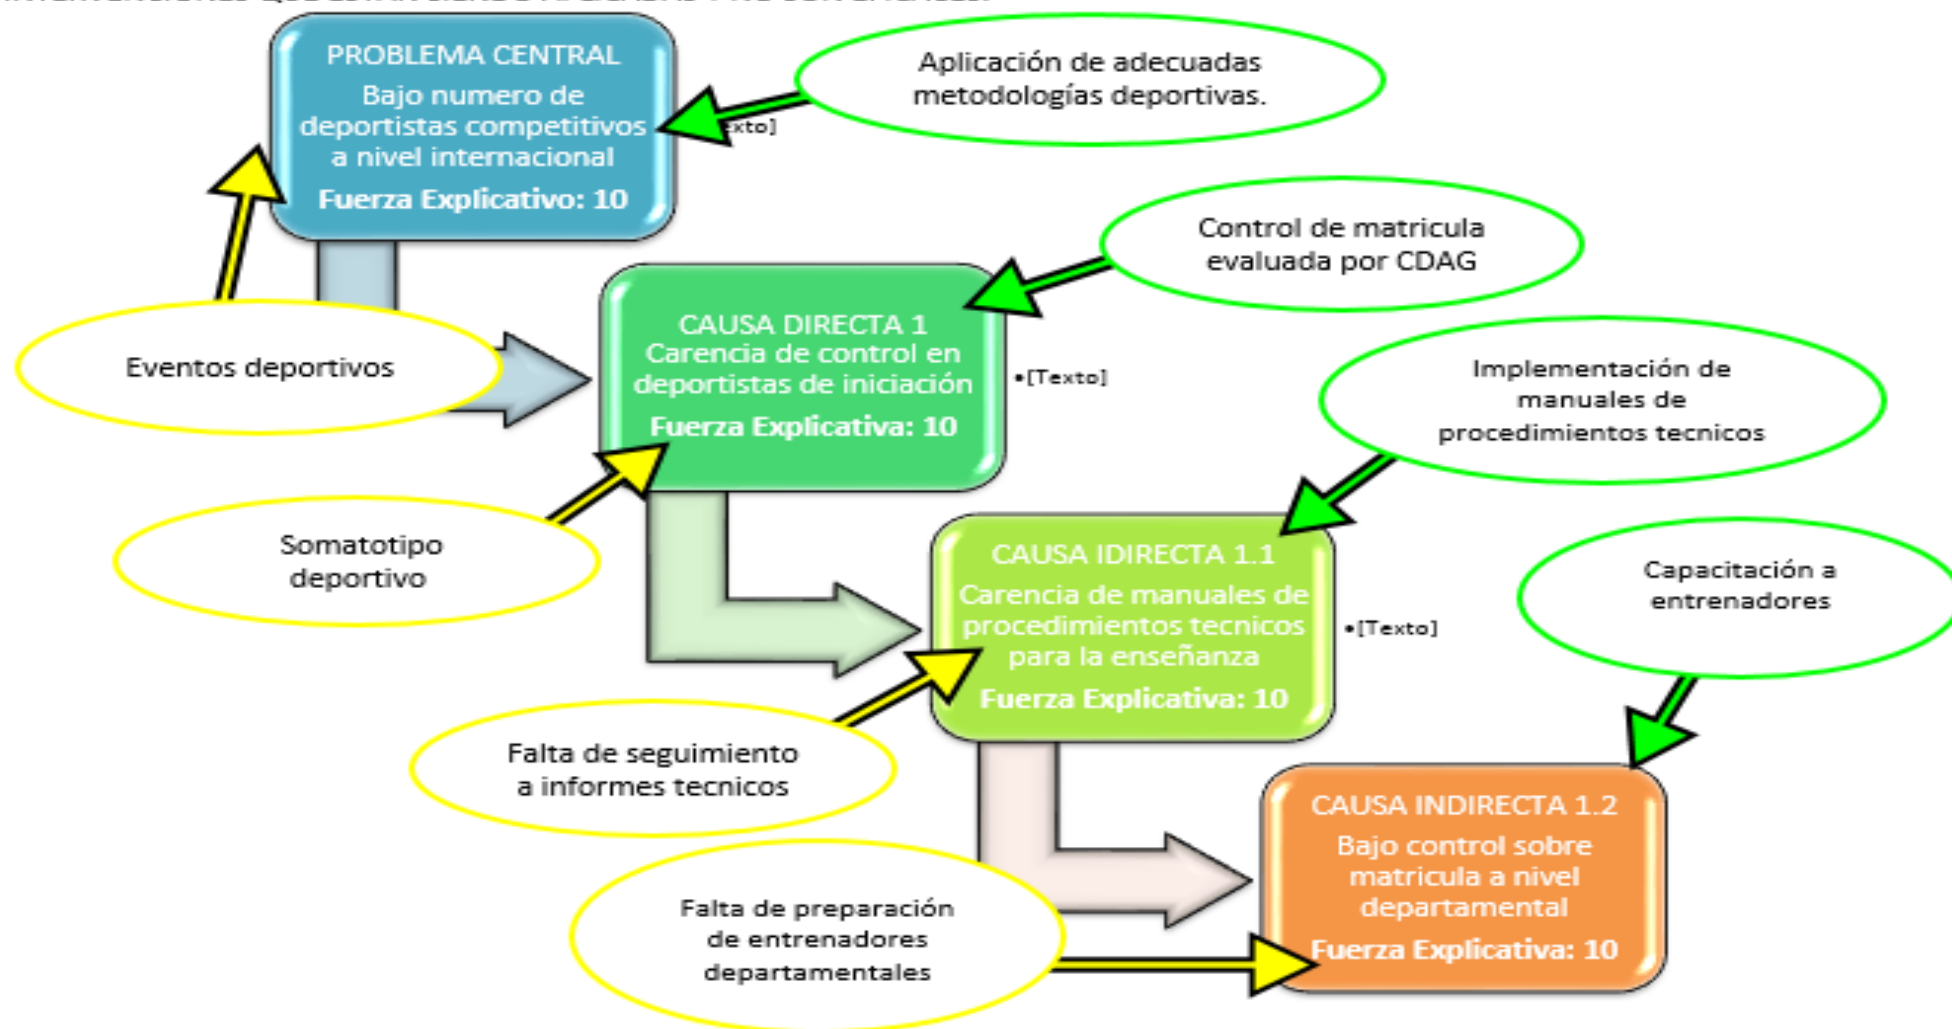 PROBLEMA CENTRAL
Bajo numero de
deportistas competitivos
a nivel internacional
Fuerza Explicativo: 10
Aplicación de adecuadas
metodologías deportivas.
exto]
Control de matricula
evaluada por CDAG
Eventos deportivos
CAUSA DIRECTA 1
Carencia de control en
deportistas de iniciación
Fuerza Explicativa: 10
•[Texto]
Implementación de
manuales de
procedimientos tecnicos
Somatotipo
deportivo
CAUSA IDIRECTA 1.1
Carencia de manuales de
procedimientos tecnicos
para la enseñanza
Fuerza Explicativa: 10
•[Texto]
Capacitación a
entrenadores
Falta de seguimiento
a informes tecnicos
CAUSA INDIRECTA 1.2
Bajo control sobre
matricula a nivel
departamental
Fuerza Explicativa: 10
Falta de preparación
de entrenadores
departamentales